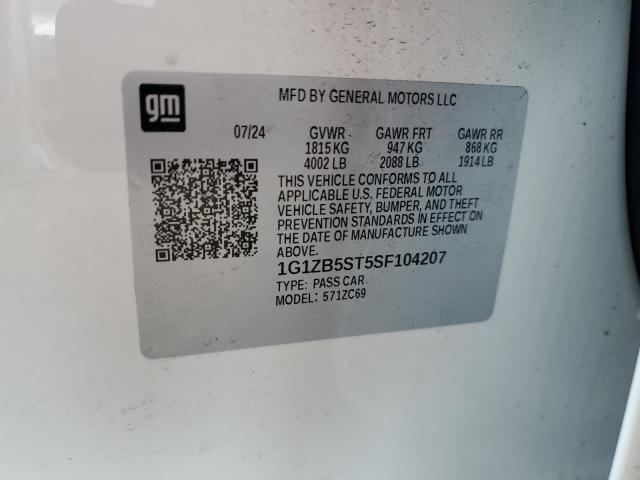 gm
MFD BY GENERAL MOTORS LLC
07/24 GVWR GAWR FRT GAWR RR
1815 KG 947 KG 868 KG
4002 LB 2088 LB 1914 LB
THIS VEHICLE CONFORMS TO ALL
APPLICABLE U.S. FEDERAL MOTOR
VEHICLE SAFETY, BUMPER, AND THEFT
PREVENTION STANDARDS IN EFFECT ON
THE DATE OF MANUFACTURE SHOWN
ABOVE.
1G1ZB5ST5SF104207
TYPE: PASS CAR
MODEL: 571ZC69